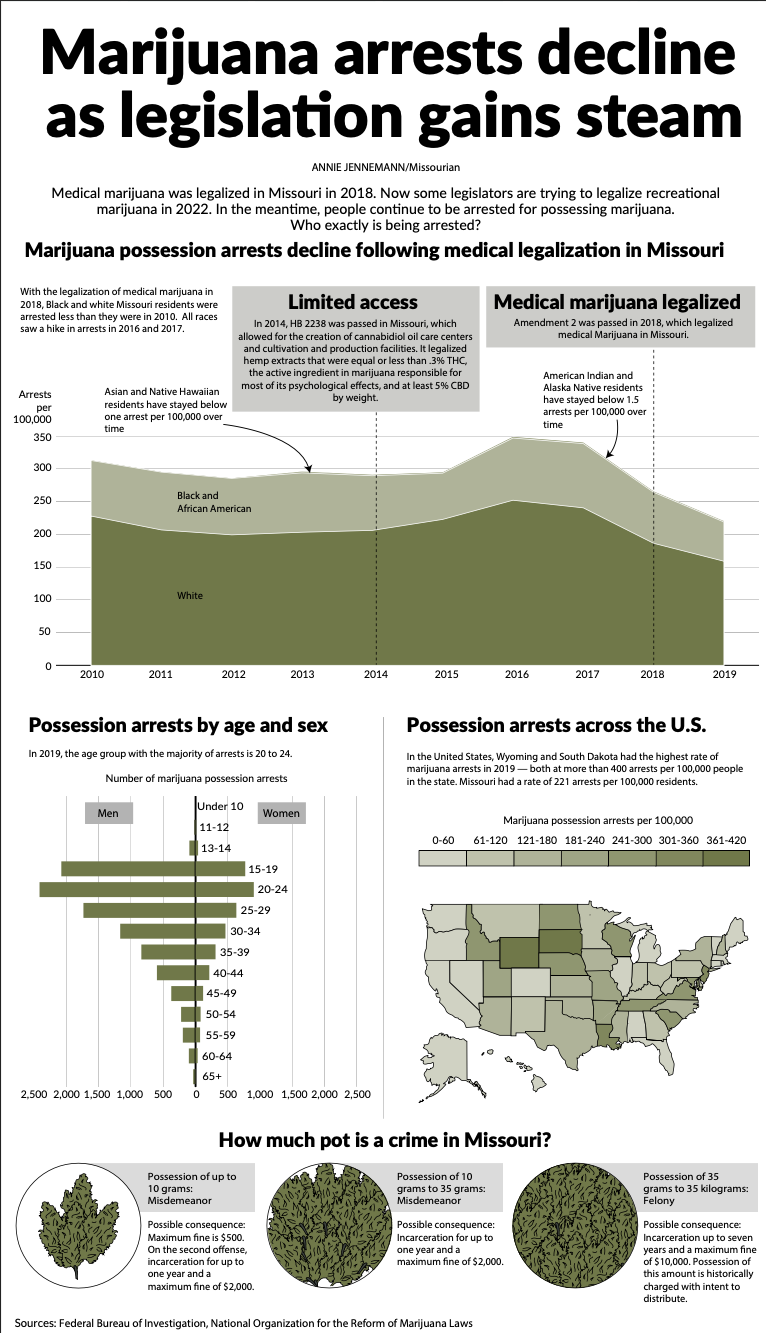 Marijuana arrests decline
as legislation gains steam
ANNIE JENNEMANN/Missourian
Medical marijuana was legalized in Missouri in 2018. Now some legislators are trying to legalize recreational
marijuana in 2022. In the meantime, people continue to be arrested for possessing marijuana.
Who exactly is being arrested?
Marijuana possession arrests decline following medical legalization in Missouri
With the legalization of medical marijuana in
2018, Black and white Missouri residents were
arrested less than they were in 2010. All races
saw a hike in arrests in 2016 and 2017.
Limited access
In 2014, HB 2238 was passed in Missouri, which
allowed for the creation of cannabidiol oil care centers
and cultivation and production facilities. It legalized
hemp extracts that were equal or less than .3% THC,
the active ingredient in marijuana responsible for
most of its psychological effects, and at least 5% CBD
by weight.
Medical marijuana legalized
Amendment 2 was passed in 2018, which legalized
medical Marijuana in Missouri.
Asian and Native Hawaiian
residents have stayed below
one arrest per 100,000 over
time
American Indian and
Alaska Native residents
have stayed below 1.5
arrests per 100,000 over
time
Arrests
per
100,000
350
300
250
200
150
100
50
0
Black and
African American
White
2010 2011 2012 2013 2014 2015 2016 2017 2018 2019
Possession arrests by age and sex
In 2019, the age group with the majority of arrests is 20 to 24.
Number of marijuana possession arrests
Men
Women
Under 10
11-12
13-14
15-19
20-24
25-29
30-34
35-39
40-44
45-49
50-54
55-59
60-64
65+
2,500 2,000 1,500 1,000 500 0 500 1,000 1,500 2,000 2,500
Possession arrests across the U.S.
In the United States, Wyoming and South Dakota had the highest rate of
marijuana arrests in 2019 — both at more than 400 arrests per 100,000 people
in the state. Missouri had a rate of 221 arrests per 100,000 residents.
Marijuana possession arrests per 100,000
0-60 61-120 121-180 181-240 241-300 301-360 361-420
How much pot is a crime in Missouri?
Possession of up to
10 grams:
Misdemeanor
Possible consequence:
Maximum fine is $500.
On the second offense,
incarceration for up to
one year and a
maximum fine of $2,000.
Possession of 10
grams to 35 grams:
Misdemeanor
Possible consequence:
Incarceration for up to
one year and a
maximum fine of $2,000.
Possession of 35
grams to 35 kilograms:
Felony
Possible consequence:
Incarceration up to seven
years and a maximum fine
of $10,000. Possession of
this amount is historically
charged with intent to
distribute.
Sources: Federal Bureau of Investigation, National Organization for the Reform of Marijuana Laws